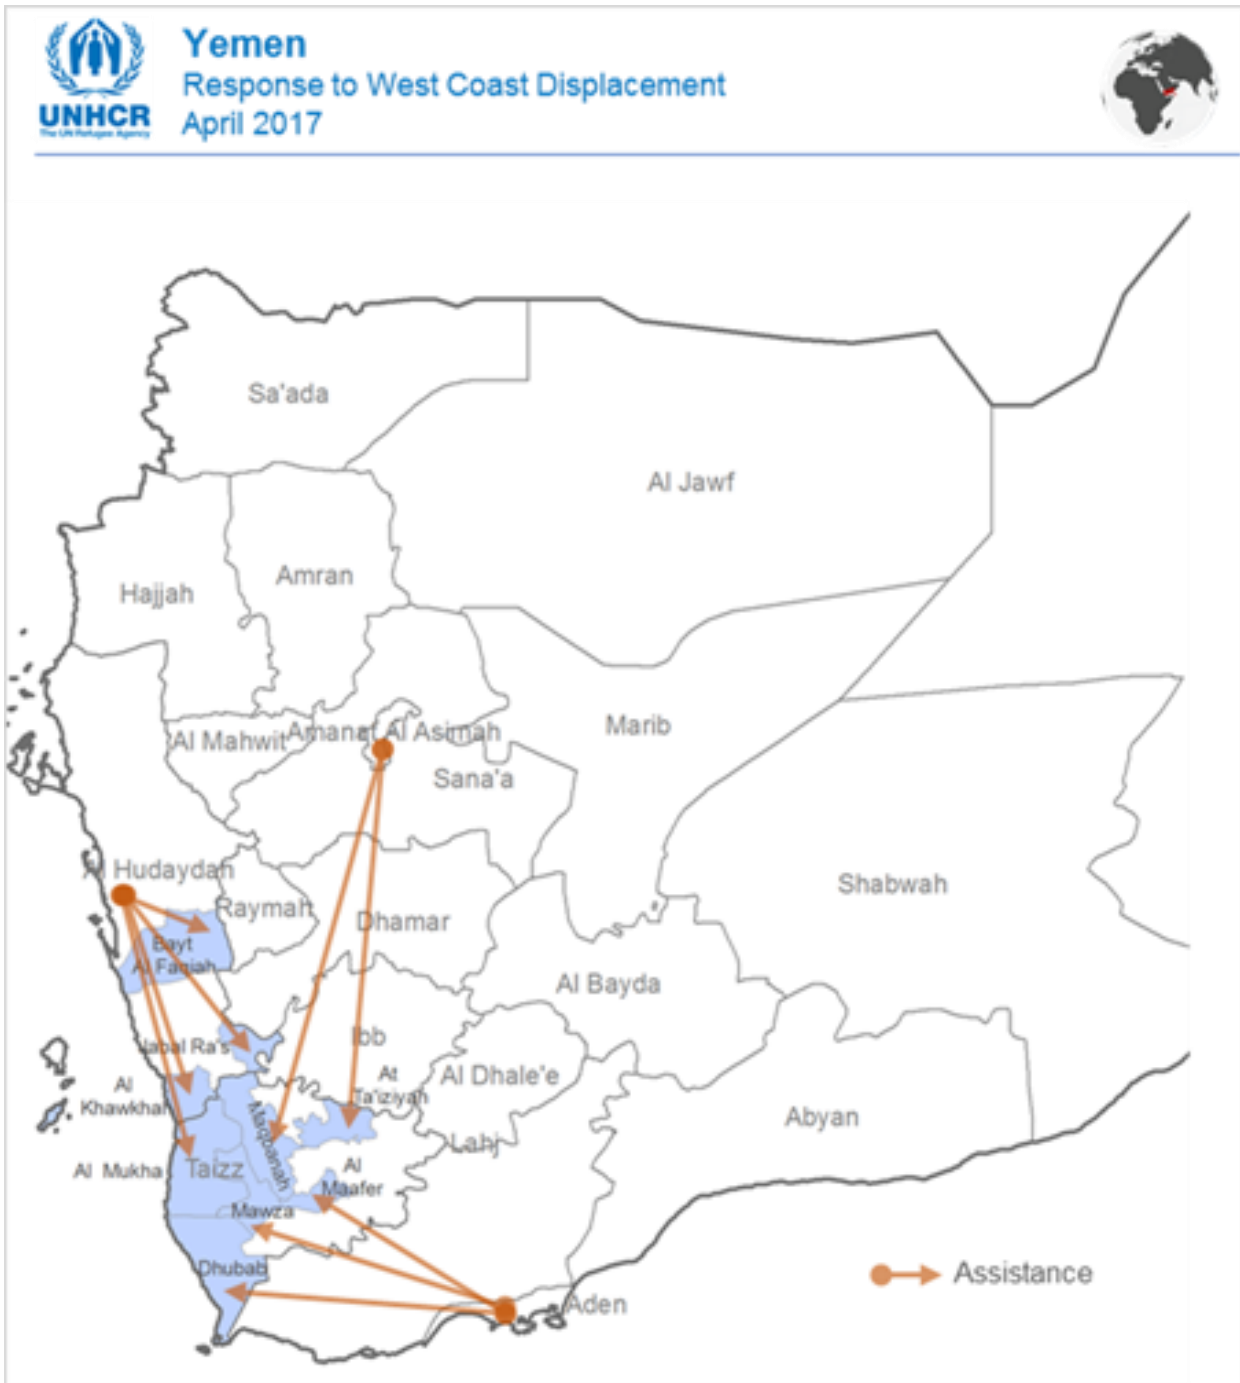 Yemen
Response to West Coast Displacement
April 2017
UNHCR
The UN Refugee Agency
Sa'ada
Al Jawf
Amran
Hajjah
Marib
Al Mahwit
Amanat Al Asimah
Sana'a
Al Hudaydah
Raymah
Shabwah
Dhamar
Bayt
Al Faqiah
Al Bayda
Ibb
Jabal Ra's
Al Dhale'e
At
Ta'iziyah
Al
Khawkhah
Abyan
Maqbanah
Lahj
Al Mukha
Taizz
Al
Maafer
Mawza
Dhubab
Assistance
Aden